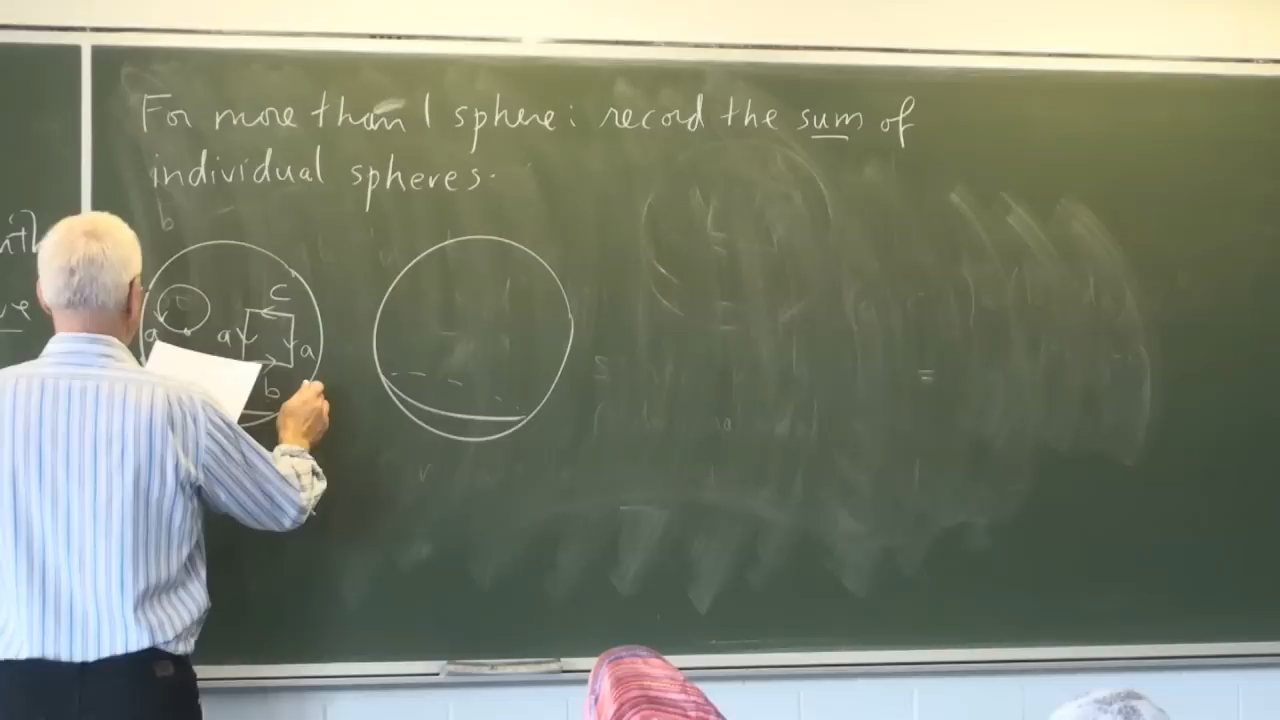 For more than 1 sphere: record the sum of
individual spheres.
b
c
a
a
a
b